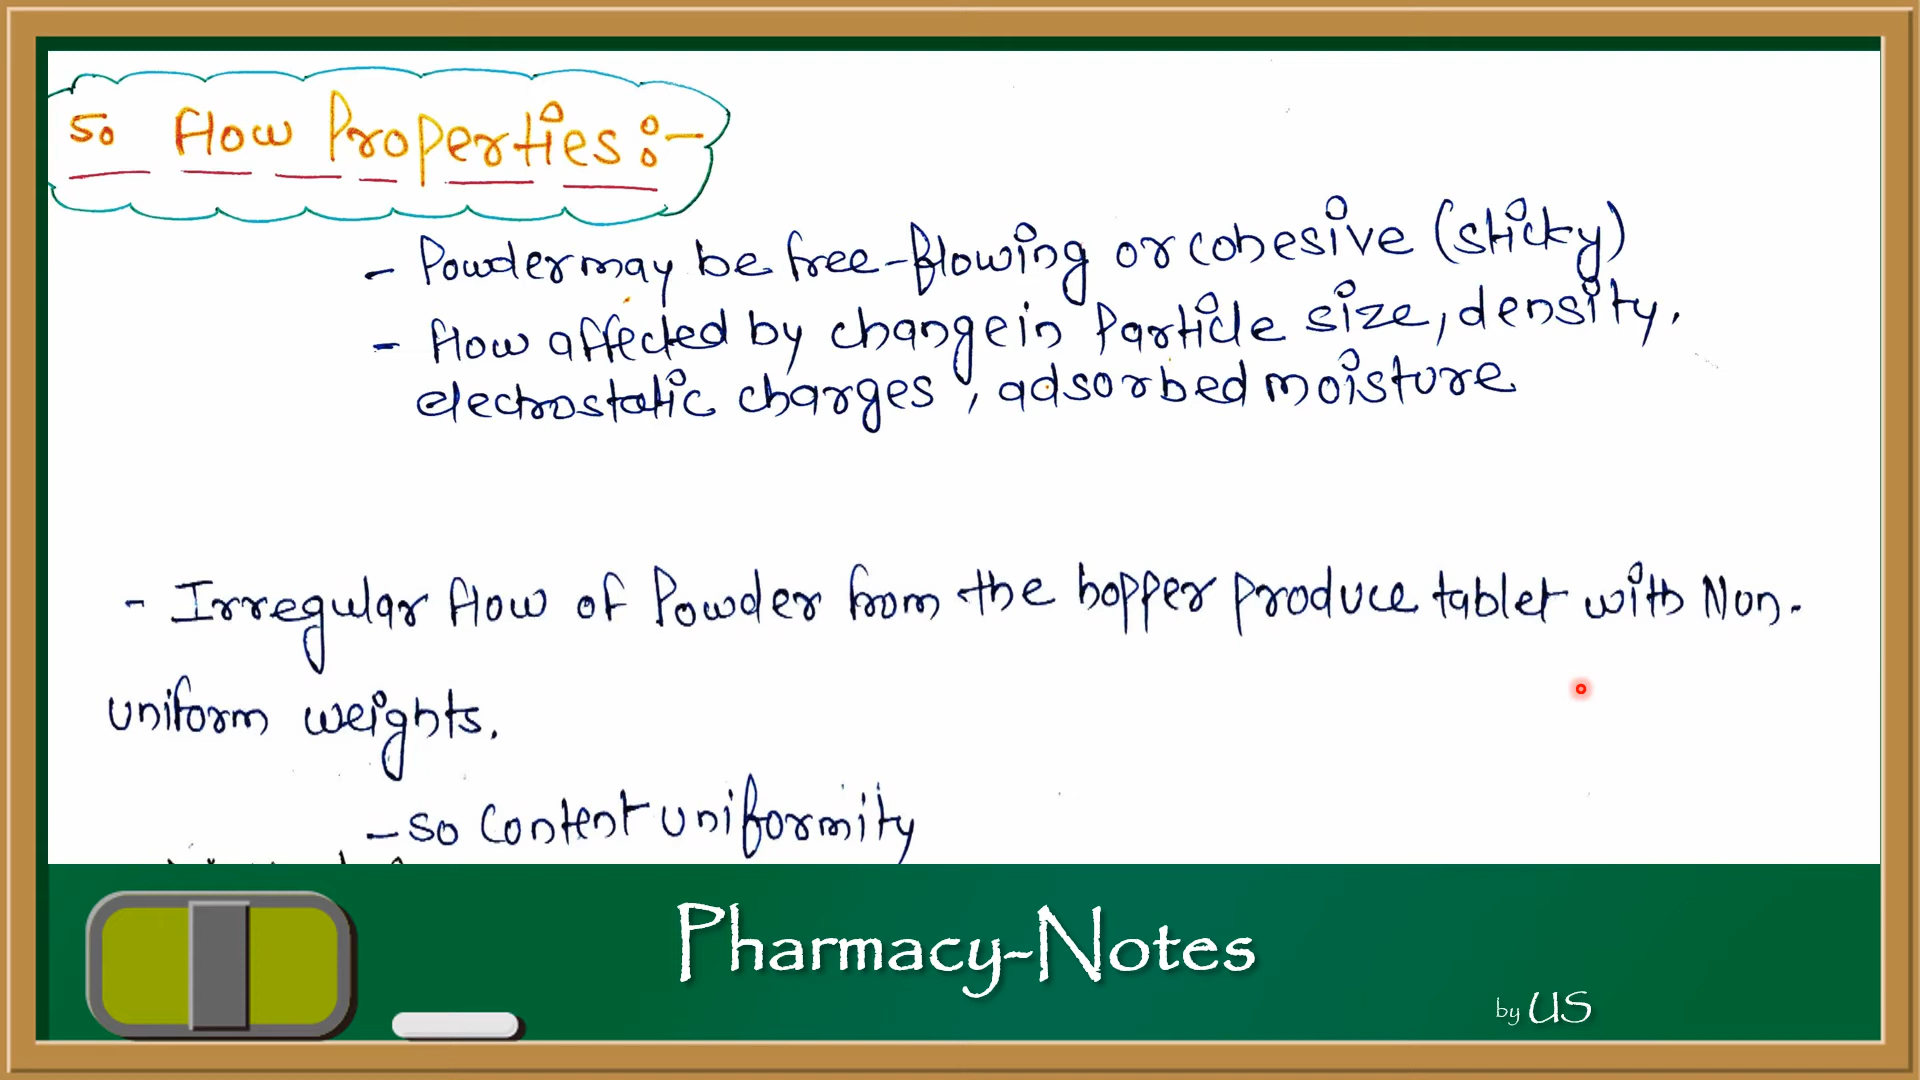 so Flow Properties:-
- Powder may be free-flowing or cohesive (sticky)
- flow affected by change in Particle size, density,
electrostatic charges, adsorbed moisture
- Irregular flow of Powder from the hopper produce tablet with Non-
uniform weights.
- so Content uniformity
Pharmacy-Notes
by US